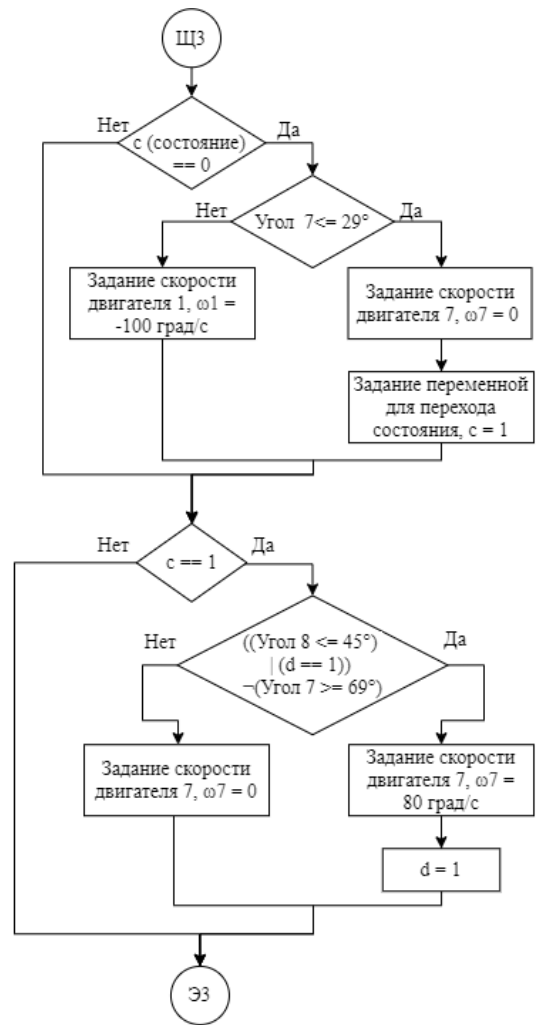 Щ3
Нет
Да
c (состояние)
== 0
Нет
Да
Угол 7<= 29°
Задание скорости
двигателя 1, ω1 =
-100 град/с
Задание скорости
двигателя 7, ω7 = 0
Задание переменной
для перехода
состояния, c = 1
Нет
Да
c == 1
Нет
Да
((Угол 8 <= 45°)
| (d == 1))
¬(Угол 7 >= 69°)
Задание скорости
двигателя 7, ω7 = 0
Задание скорости
двигателя 7, ω7 =
80 град/с
d = 1
Э3